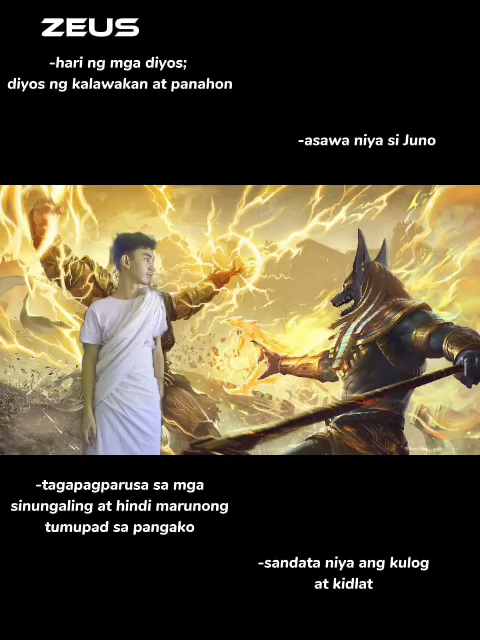 ZEUS
-hari ng mga diyos;
diyos ng kalawakan at panahon
-asawa niya si Juno
-tagapagparusa sa mga
sinungaling at hindi marunong
tumupad sa pangako
-sandata niya ang kulog
at kidlat